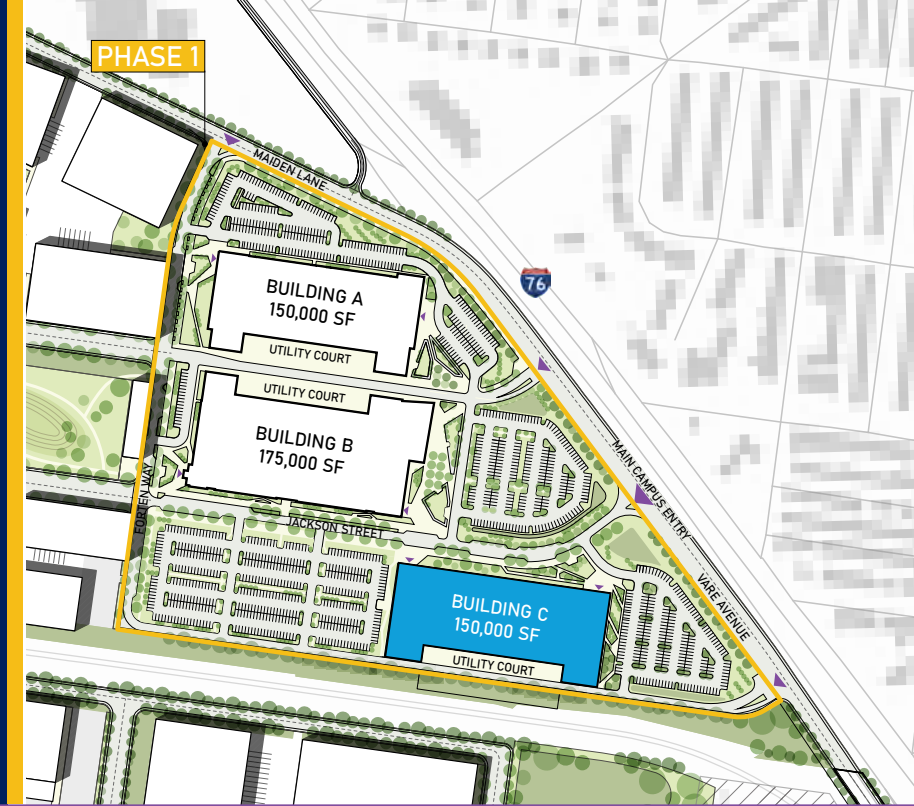 PHASE 1
MAIDEN LANE
76
BUILDING A
150,000 SF
UTILITY COURT
UTILITY COURT
BUILDING B
175,000 SF
MAIN CAMPUS ENTRY
FORTEN WAY
JACKSON STREET
VARE AVENUE
BUILDING C
150,000 SF
UTILITY COURT